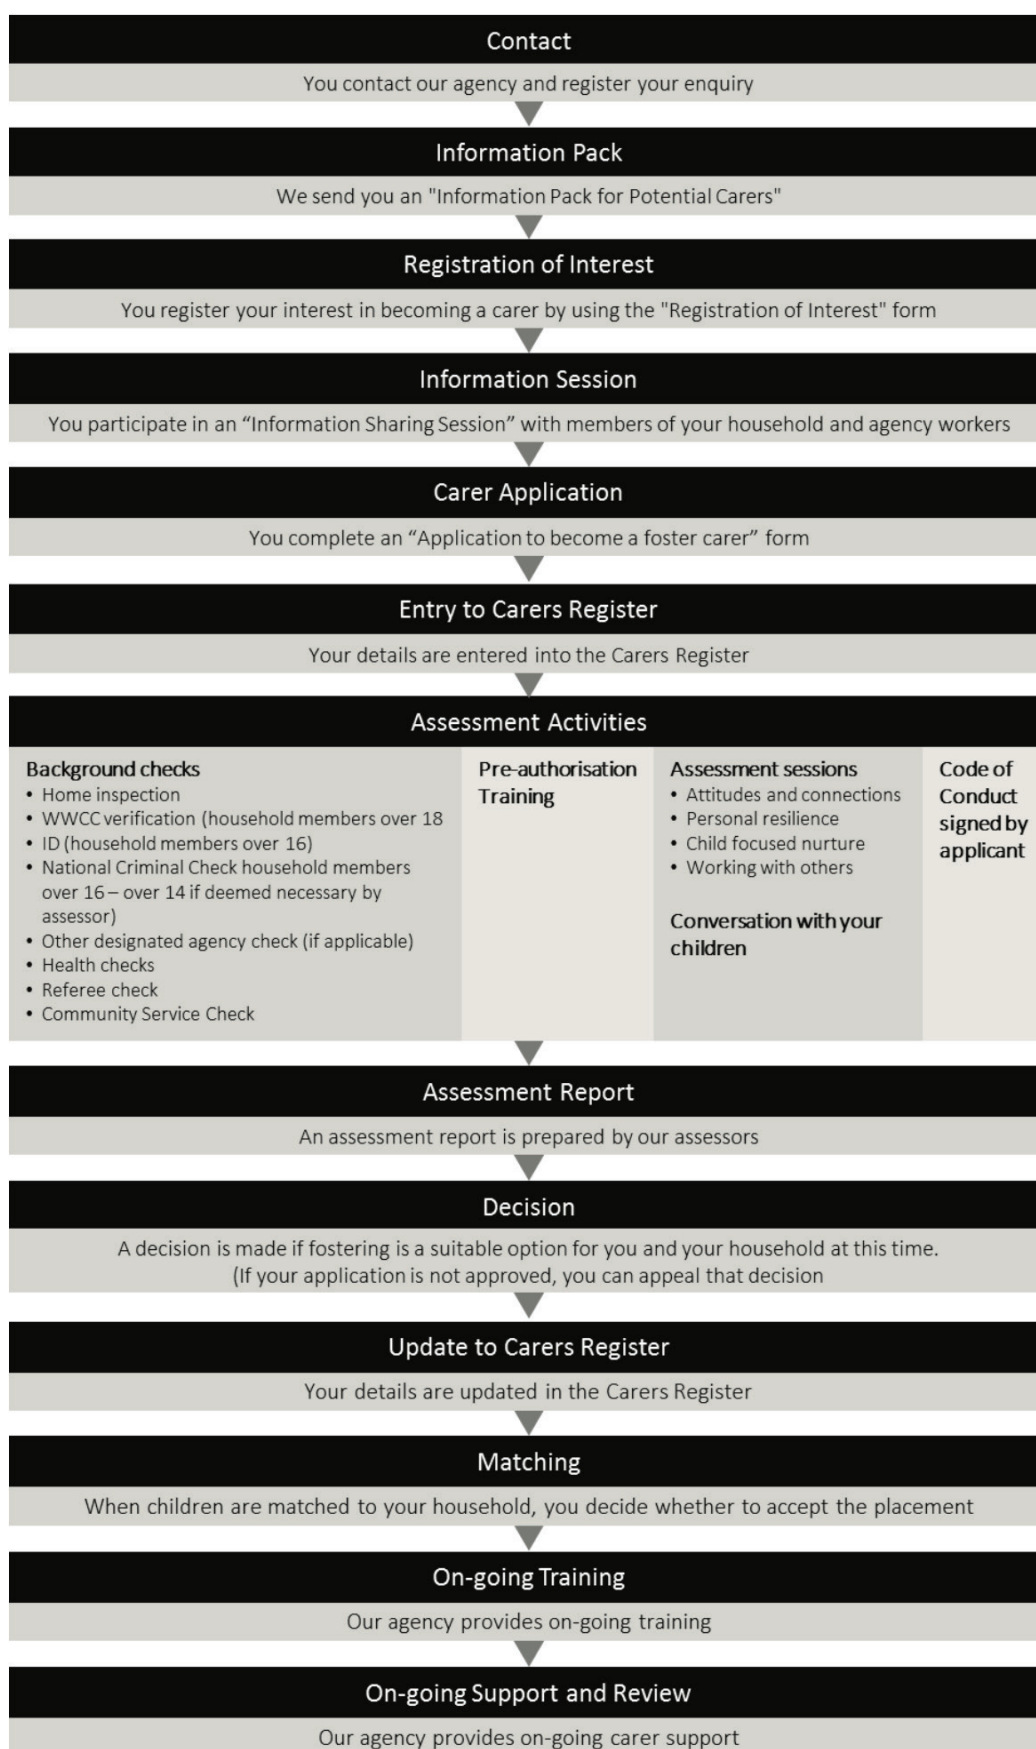 Contact
You contact our agency and register your enquiry
Information Pack
We send you an "Information Pack for Potential Carers"
Registration of Interest
You register your interest in becoming a carer by using the "Registration of Interest" form
Information Session
You participate in an “Information Sharing Session” with members of your household and agency workers
Carer Application
You complete an “Application to become a foster carer” form
Entry to Carers Register
Your details are entered into the Carers Register
Assessment Activities
Background checks
• Home inspection
• WWCC verification (household members over 18
• ID (household members over 16)
• National Criminal Check household members
over 16 – over 14 if deemed necessary by
assessor)
• Other designated agency check (if applicable)
• Health checks
• Referee check
• Community Service Check
Pre-authorisation
Training
Assessment sessions
• Attitudes and connections
• Personal resilience
• Child focused nurture
• Working with others
Conversation with your
children
Code of
Conduct
signed by
applicant
Assessment Report
An assessment report is prepared by our assessors
Decision
A decision is made if fostering is a suitable option for you and your household at this time.
(If your application is not approved, you can appeal that decision
Update to Carers Register
Your details are updated in the Carers Register
Matching
When children are matched to your household, you decide whether to accept the placement
On-going Training
Our agency provides on-going training
On-going Support and Review
Our agency provides on-going carer support